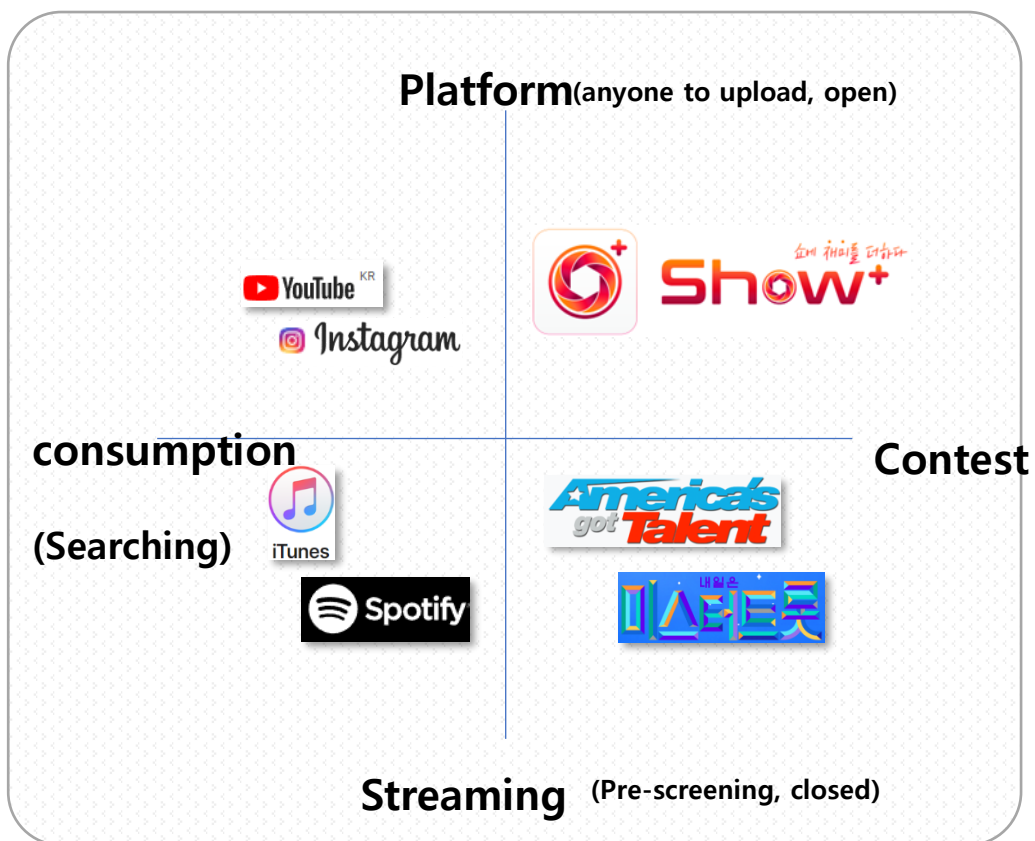 Platform(anyone to upload, open)
쇼에 재미를 더하다
Show+
YouTube KR
Instagram
consumption
Contest
(Searching)
iTunes
America's
got Talent
Spotify
내일은
미스터트롯
Streaming (Pre-screening, closed)